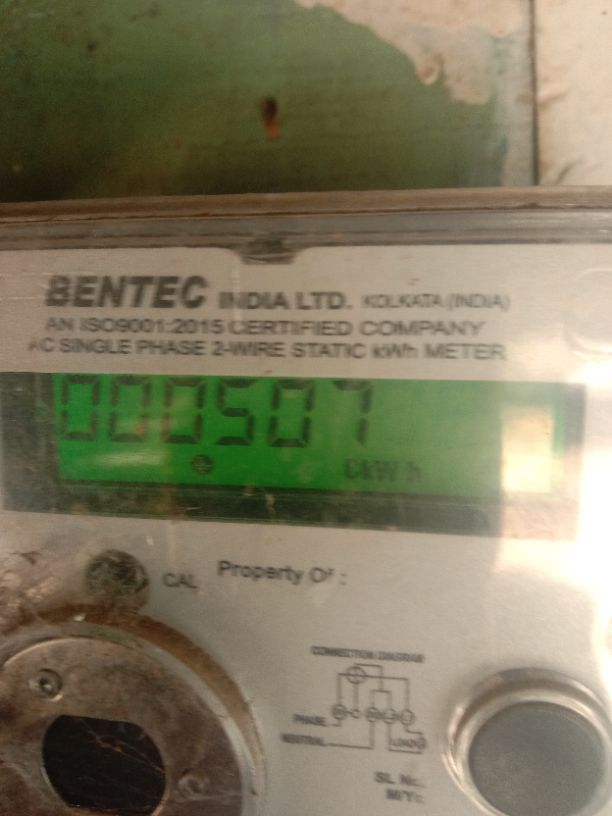 BENTEC INDIA LTD. KOLKATA (INDIA)
AN ISO9001:2015 CERTIFIED COMPANY
AC SINGLE PHASE 2-WIRE STATIC kWh METER
000507
kWh
CAL
Property Of :
CONNECTION DIAGRAM
PHASE
NEUTRAL
LOAD
SL No.
M/Yr.